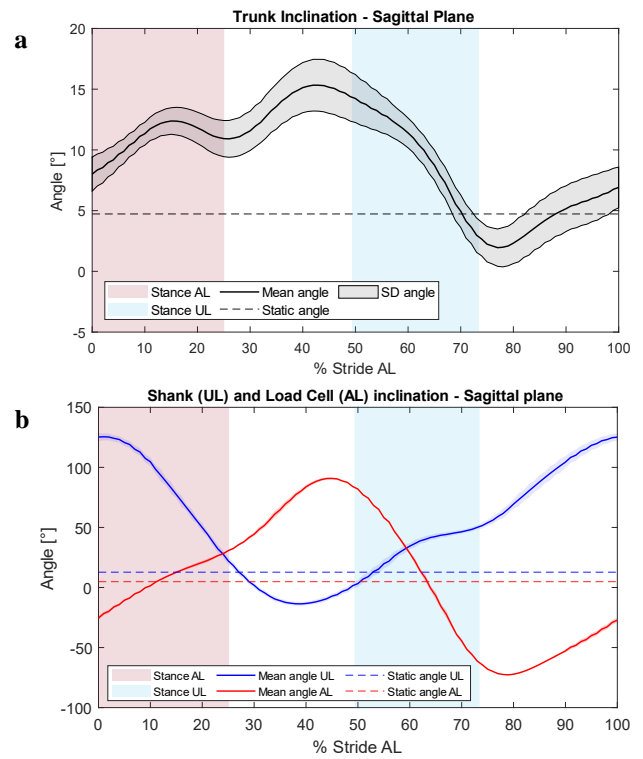 a
Trunk Inclination - Sagittal Plane
20
15
10
5
0
-5
Angle [°]
Stance AL
Mean angle
SD angle
Stance UL
Static angle
0 10 20 30 40 50 60 70 80 90 100
% Stride AL
b
Shank (UL) and Load Cell (AL) inclination - Sagittal plane
150
100
50
0
-50
-100
Angle [°]
Stance AL
Mean angle UL
Static angle UL
Stance UL
Mean angle AL
Static angle AL
0 10 20 30 40 50 60 70 80 90 100
% Stride AL